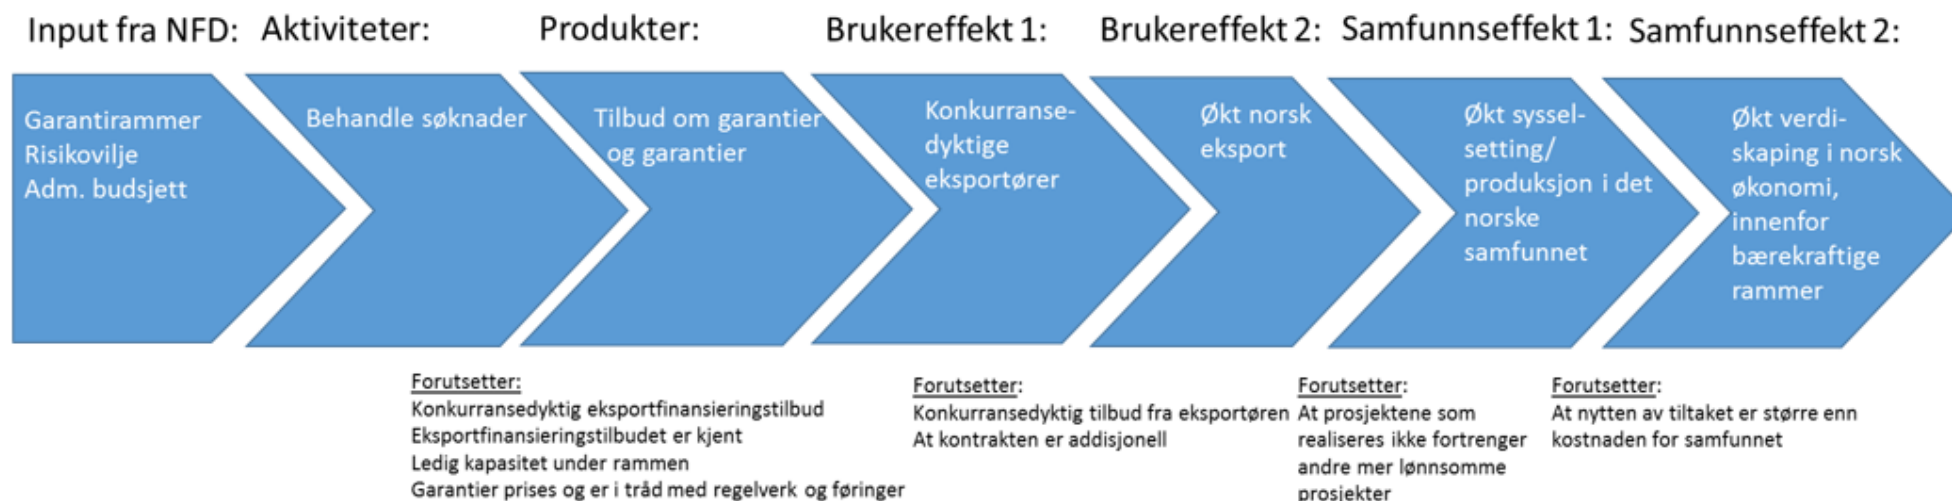 Input fra NFD:
Aktiviteter:
Produkter:
Brukereffekt 1:
Brukereffekt 2:
Samfunnseffekt 1:
Samfunnseffekt 2:
Garantirammer
Risikovilje
Adm. budsjett
Behandle søknader
Tilbud om garantier
og garantier
Konkurranse-
dyktige
eksportører
Økt norsk
eksport
Økt syssel-
setting/
produksjon i det
norske
samfunnet
Økt verdi-
skaping i norsk
økonomi,
innenfor
bærekraftige
rammer
Forutsetter:
Konkurransedyktig eksportfinansieringstilbud
Eksportfinansieringstilbudet er kjent
Ledig kapasitet under rammen
Garantier prises og er i tråd med regelverk og føringer
Forutsetter:
Konkurransedyktig tilbud fra eksportøren
At kontrakten er addisjonell
Forutsetter:
At prosjektene som
realiseres ikke fortrenger
andre mer lønnsomme
prosjekter
Forutsetter:
At nytten av tiltaket er større enn
kostnaden for samfunnet